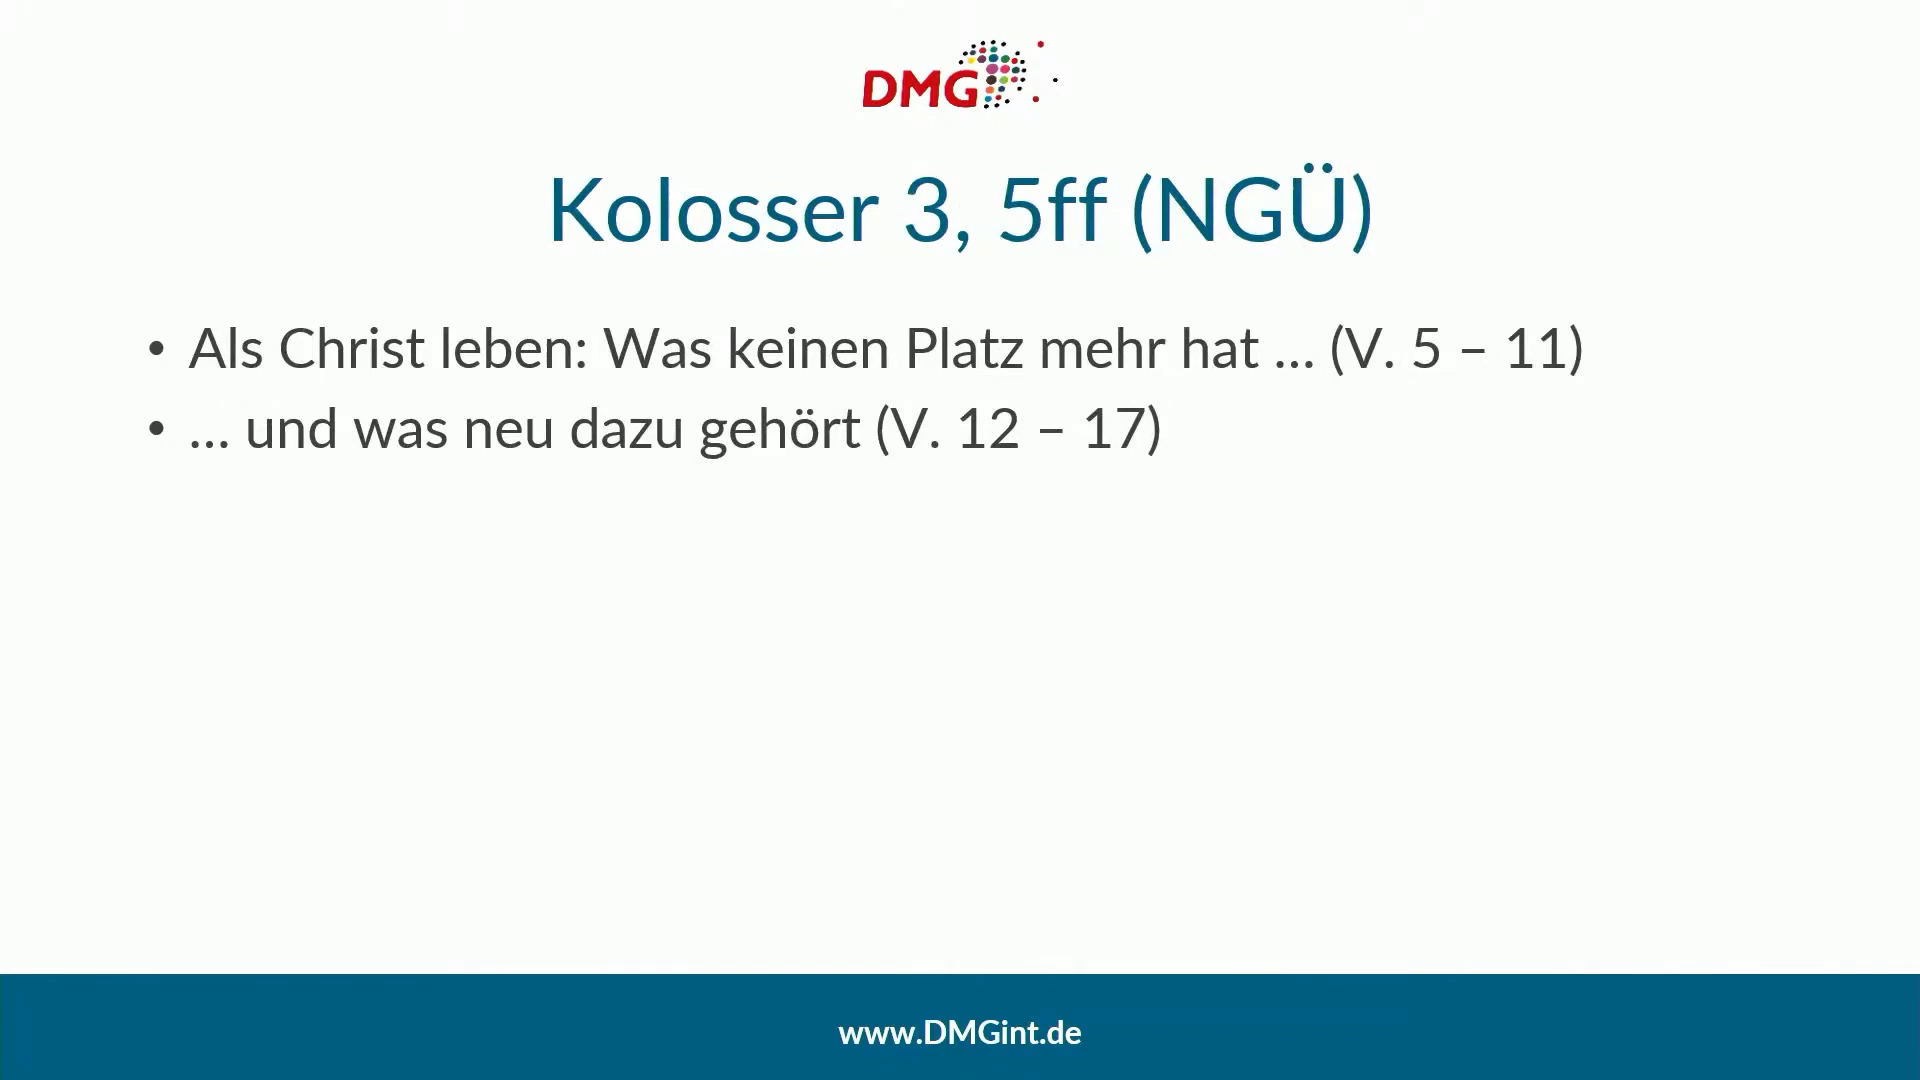 DMG
Kolosser 3, 5ff (NGÜ)
• Als Christ leben: Was keinen Platz mehr hat … (V. 5 – 11)
• … und was neu dazu gehört (V. 12 – 17)
www.DMGint.de